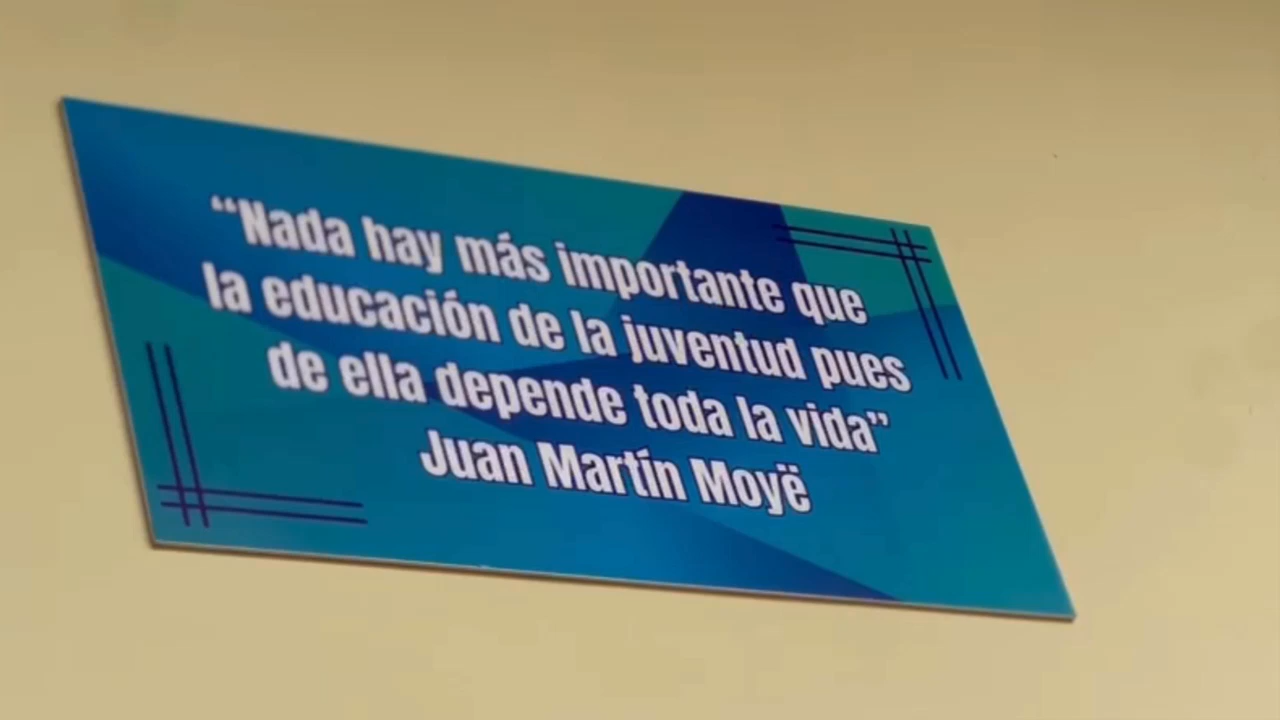 “Nada hay más importante que
la educación de la juventud pues
de ella depende toda la vida”
Juan Martín Moyë